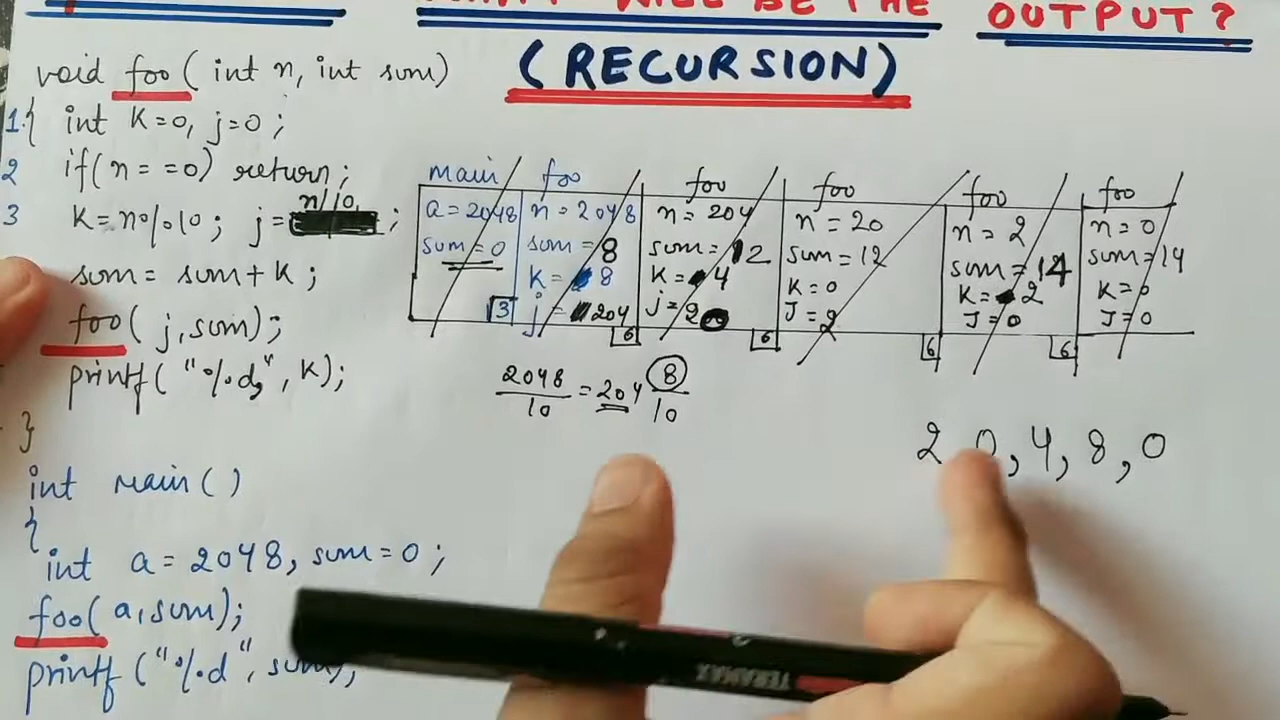 WILL BE THE OUTPUT?
(RECURSION)
void foo( int n, int sum)
1.{ int K=0, j=0;
2 if(n==0) return;
3 K=n%10; j=n/10;
sum= sum+K;
foo( j,sum);
printf( "%d,", K);
}
int main()
{
int a=2048, sum=0;
foo( a,sum);
printf ("%d", sum);
main foo foo foo foo foo
a=2048 n=2048 n=204 n=20 n=2 n=0
sum=0 sum=8 sum=12 sum=12 sum=14 sum=14
K=8 K=4 K=0 K=2 K=0
3 j=204 j=20 J=2 J=0 J=0
6 6 6 6
2048/10 = 204 8/10
2 0, 4, 8, 0
TERAMAX